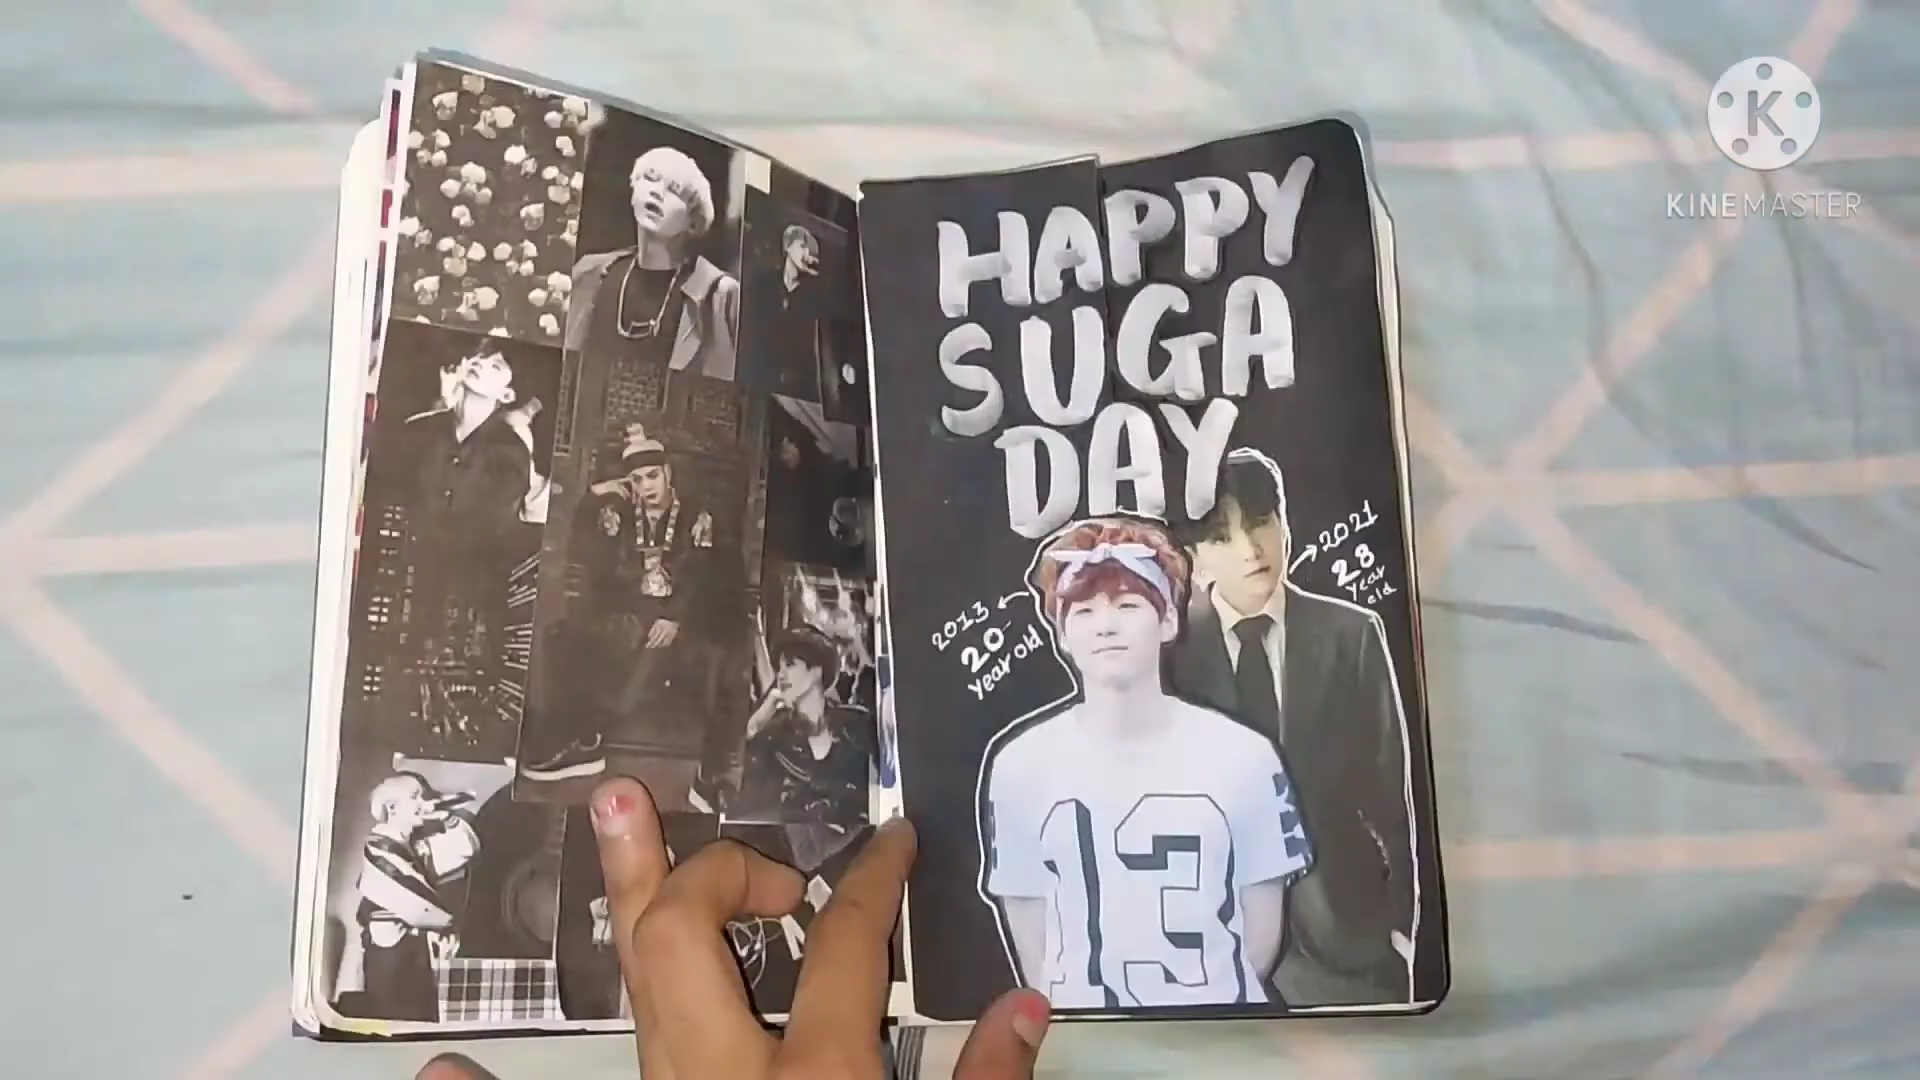 HAPPY
SUGA
DAY
2013
20
Year old
2021
28
year
old
13
K
KINEMASTER